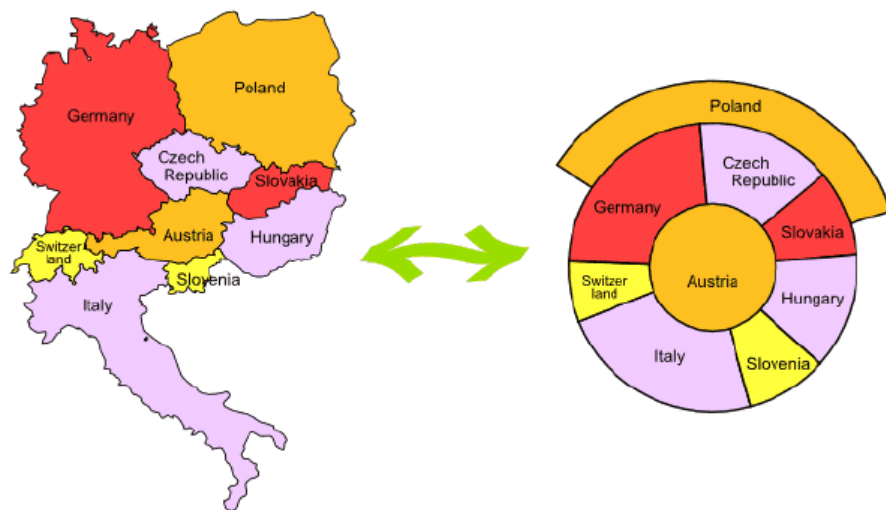 Poland
Germany
Czech
Republic
Slovakia
Austria
Hungary
Switzer
land
Slovenia
Italy
Poland
Czech
Republic
Germany
Slovakia
Austria
Switzer
land
Hungary
Italy
Slovenia